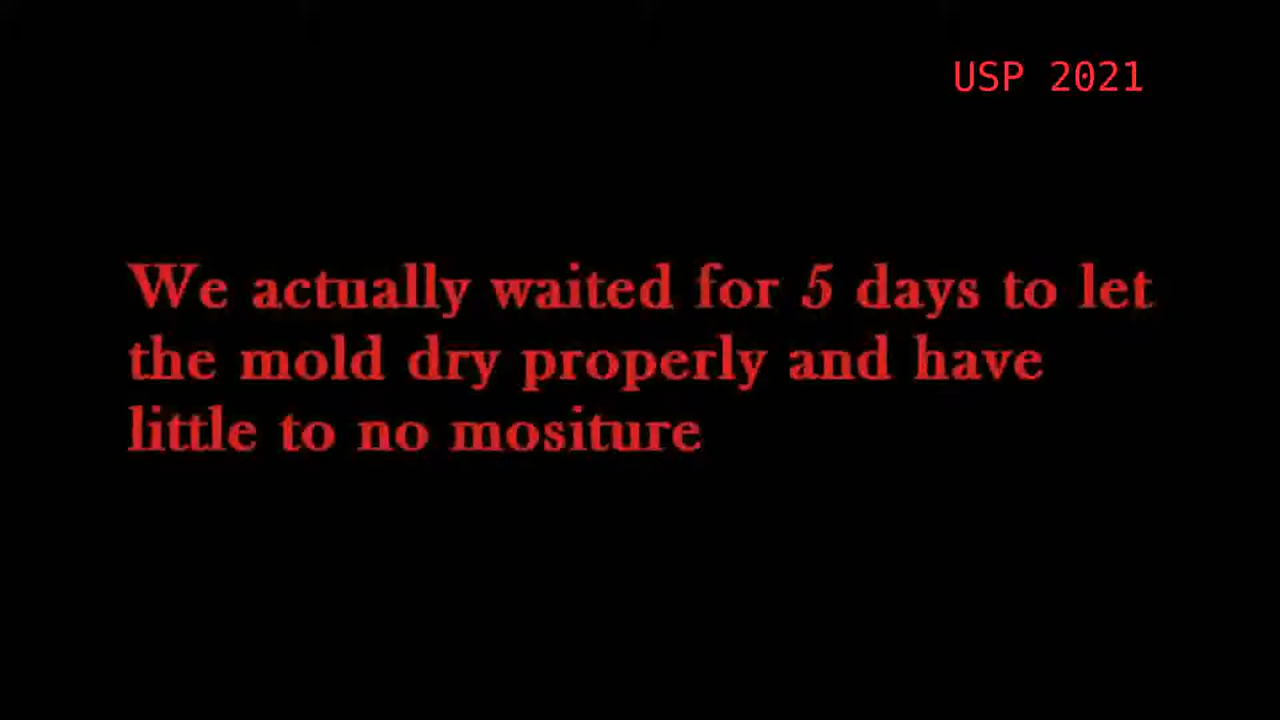 USP 2021
We actually waited for 5 days to let
the mold dry properly and have
little to no mositure